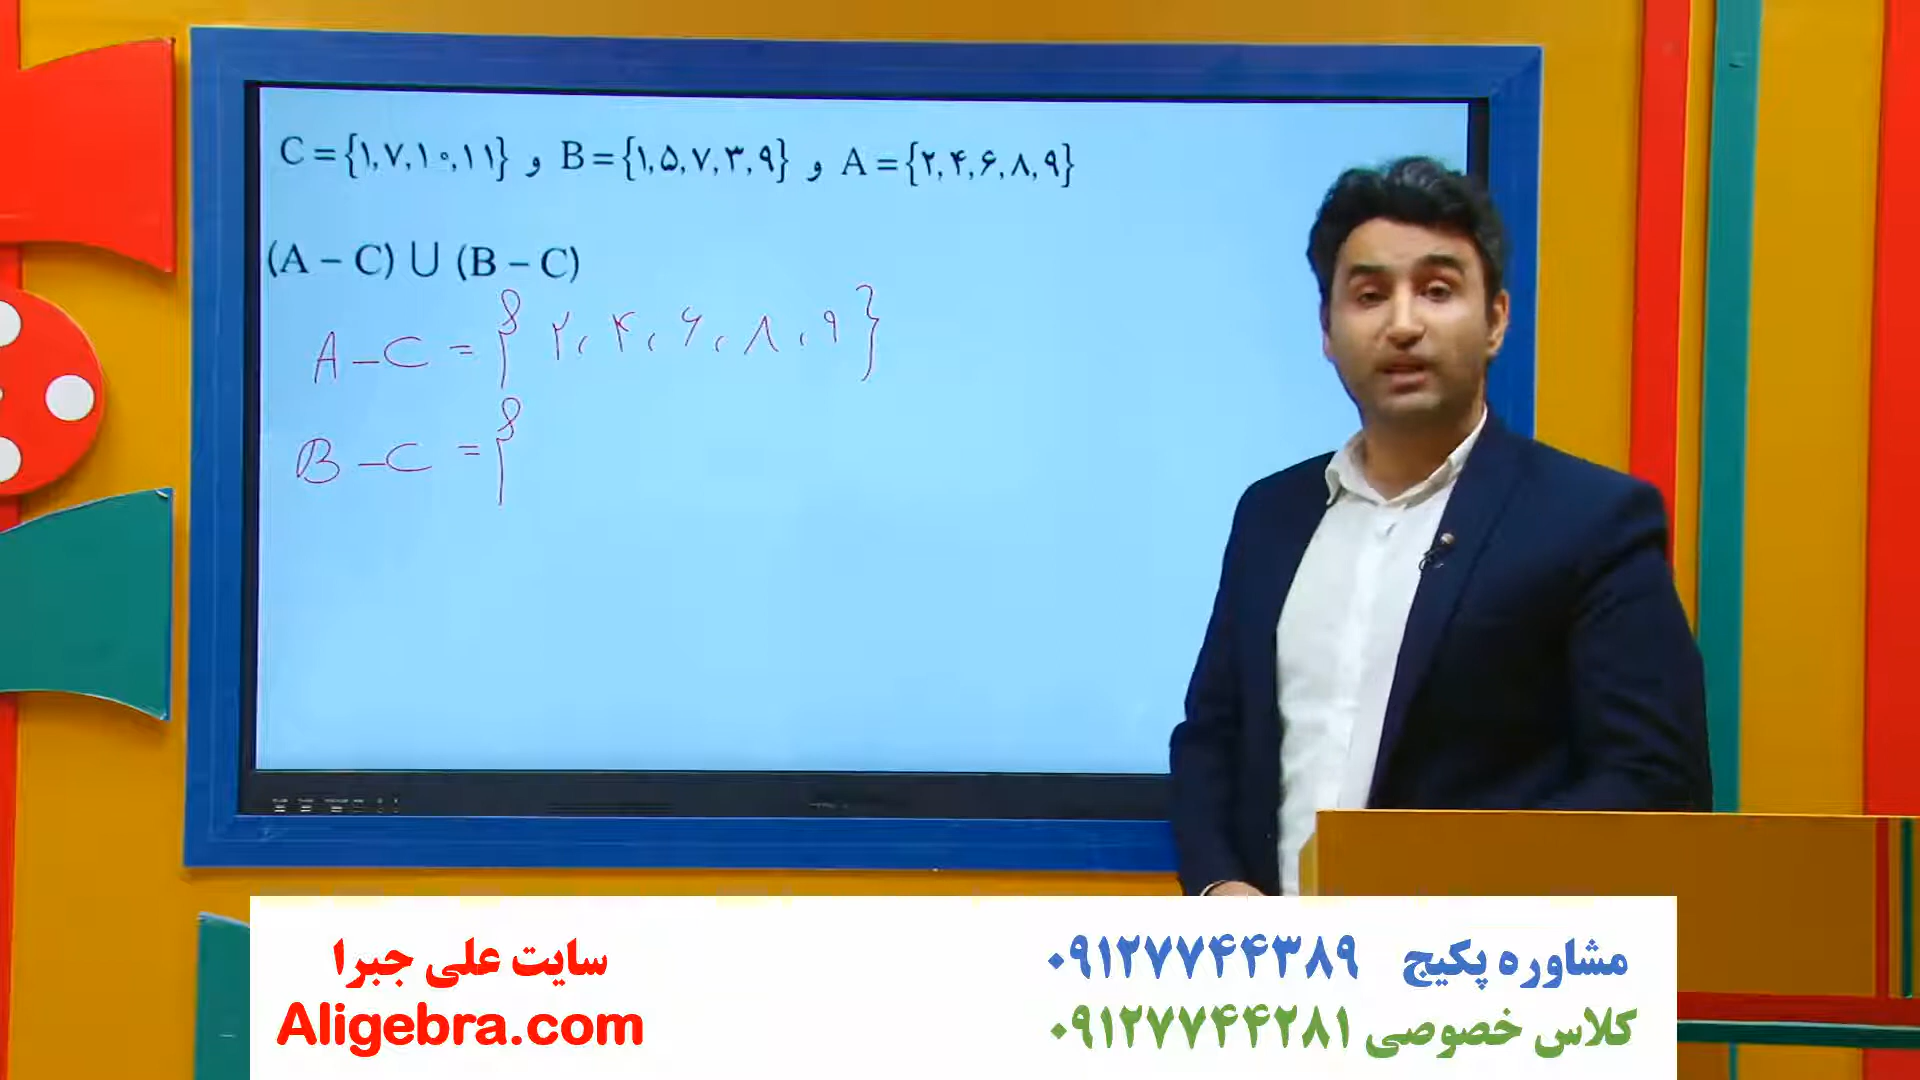 C = {۱, ۷, ۱۰, ۱۱} و B = {۱, ۵, ۷, ۳, ۹} و A = {۲, ۴, ۶, ۸, ۹}
(A – C) ∪ (B – C)
A – C = { ۲, ۴, ۶, ۸, ۹ }
B – C = {
مشاوره پکیج ۰۹۱۲۷۷۴۴۳۸۹
کلاس خصوصی ۰۹۱۲۷۷۴۴۲۸۱
سایت علی جبرا
Aligebra.com